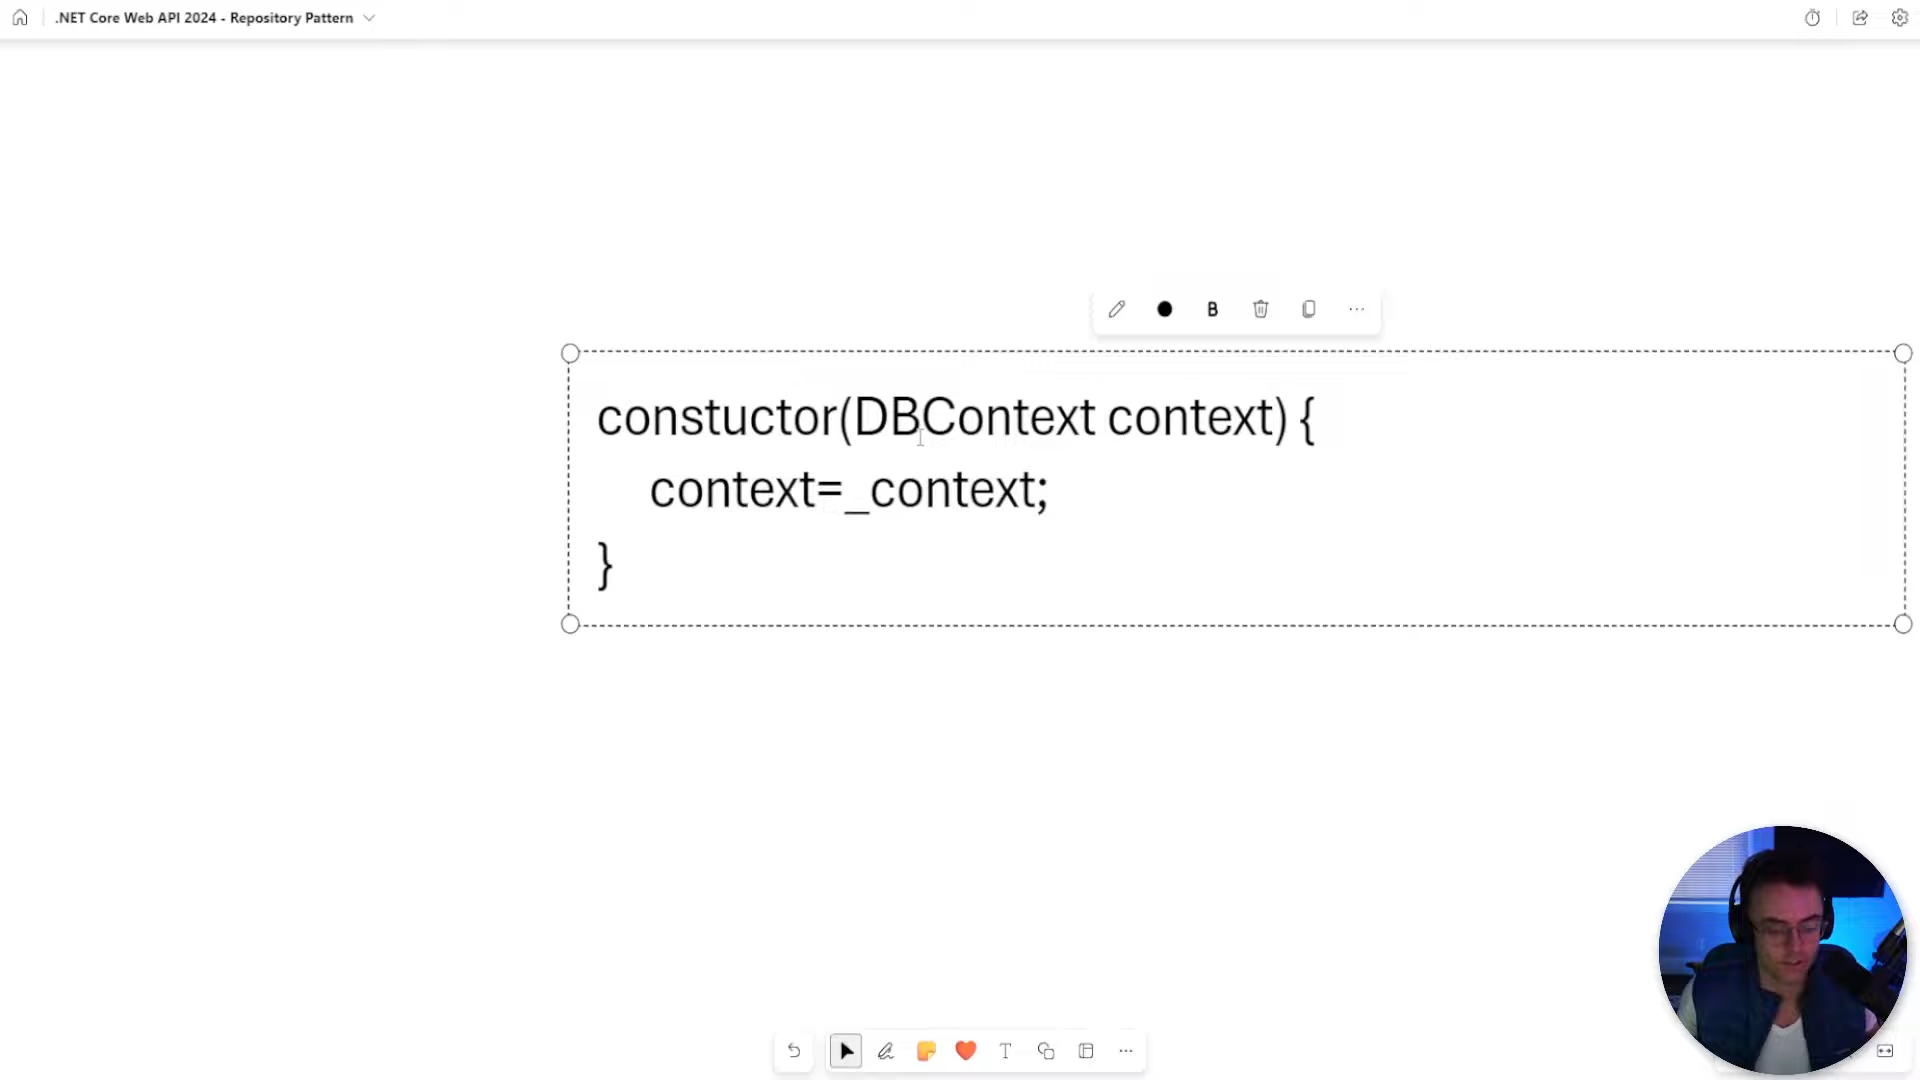 .NET Core Web API 2024 - Repository Pattern
B
constuctor(DBContext context) {
context=_context;
}
T